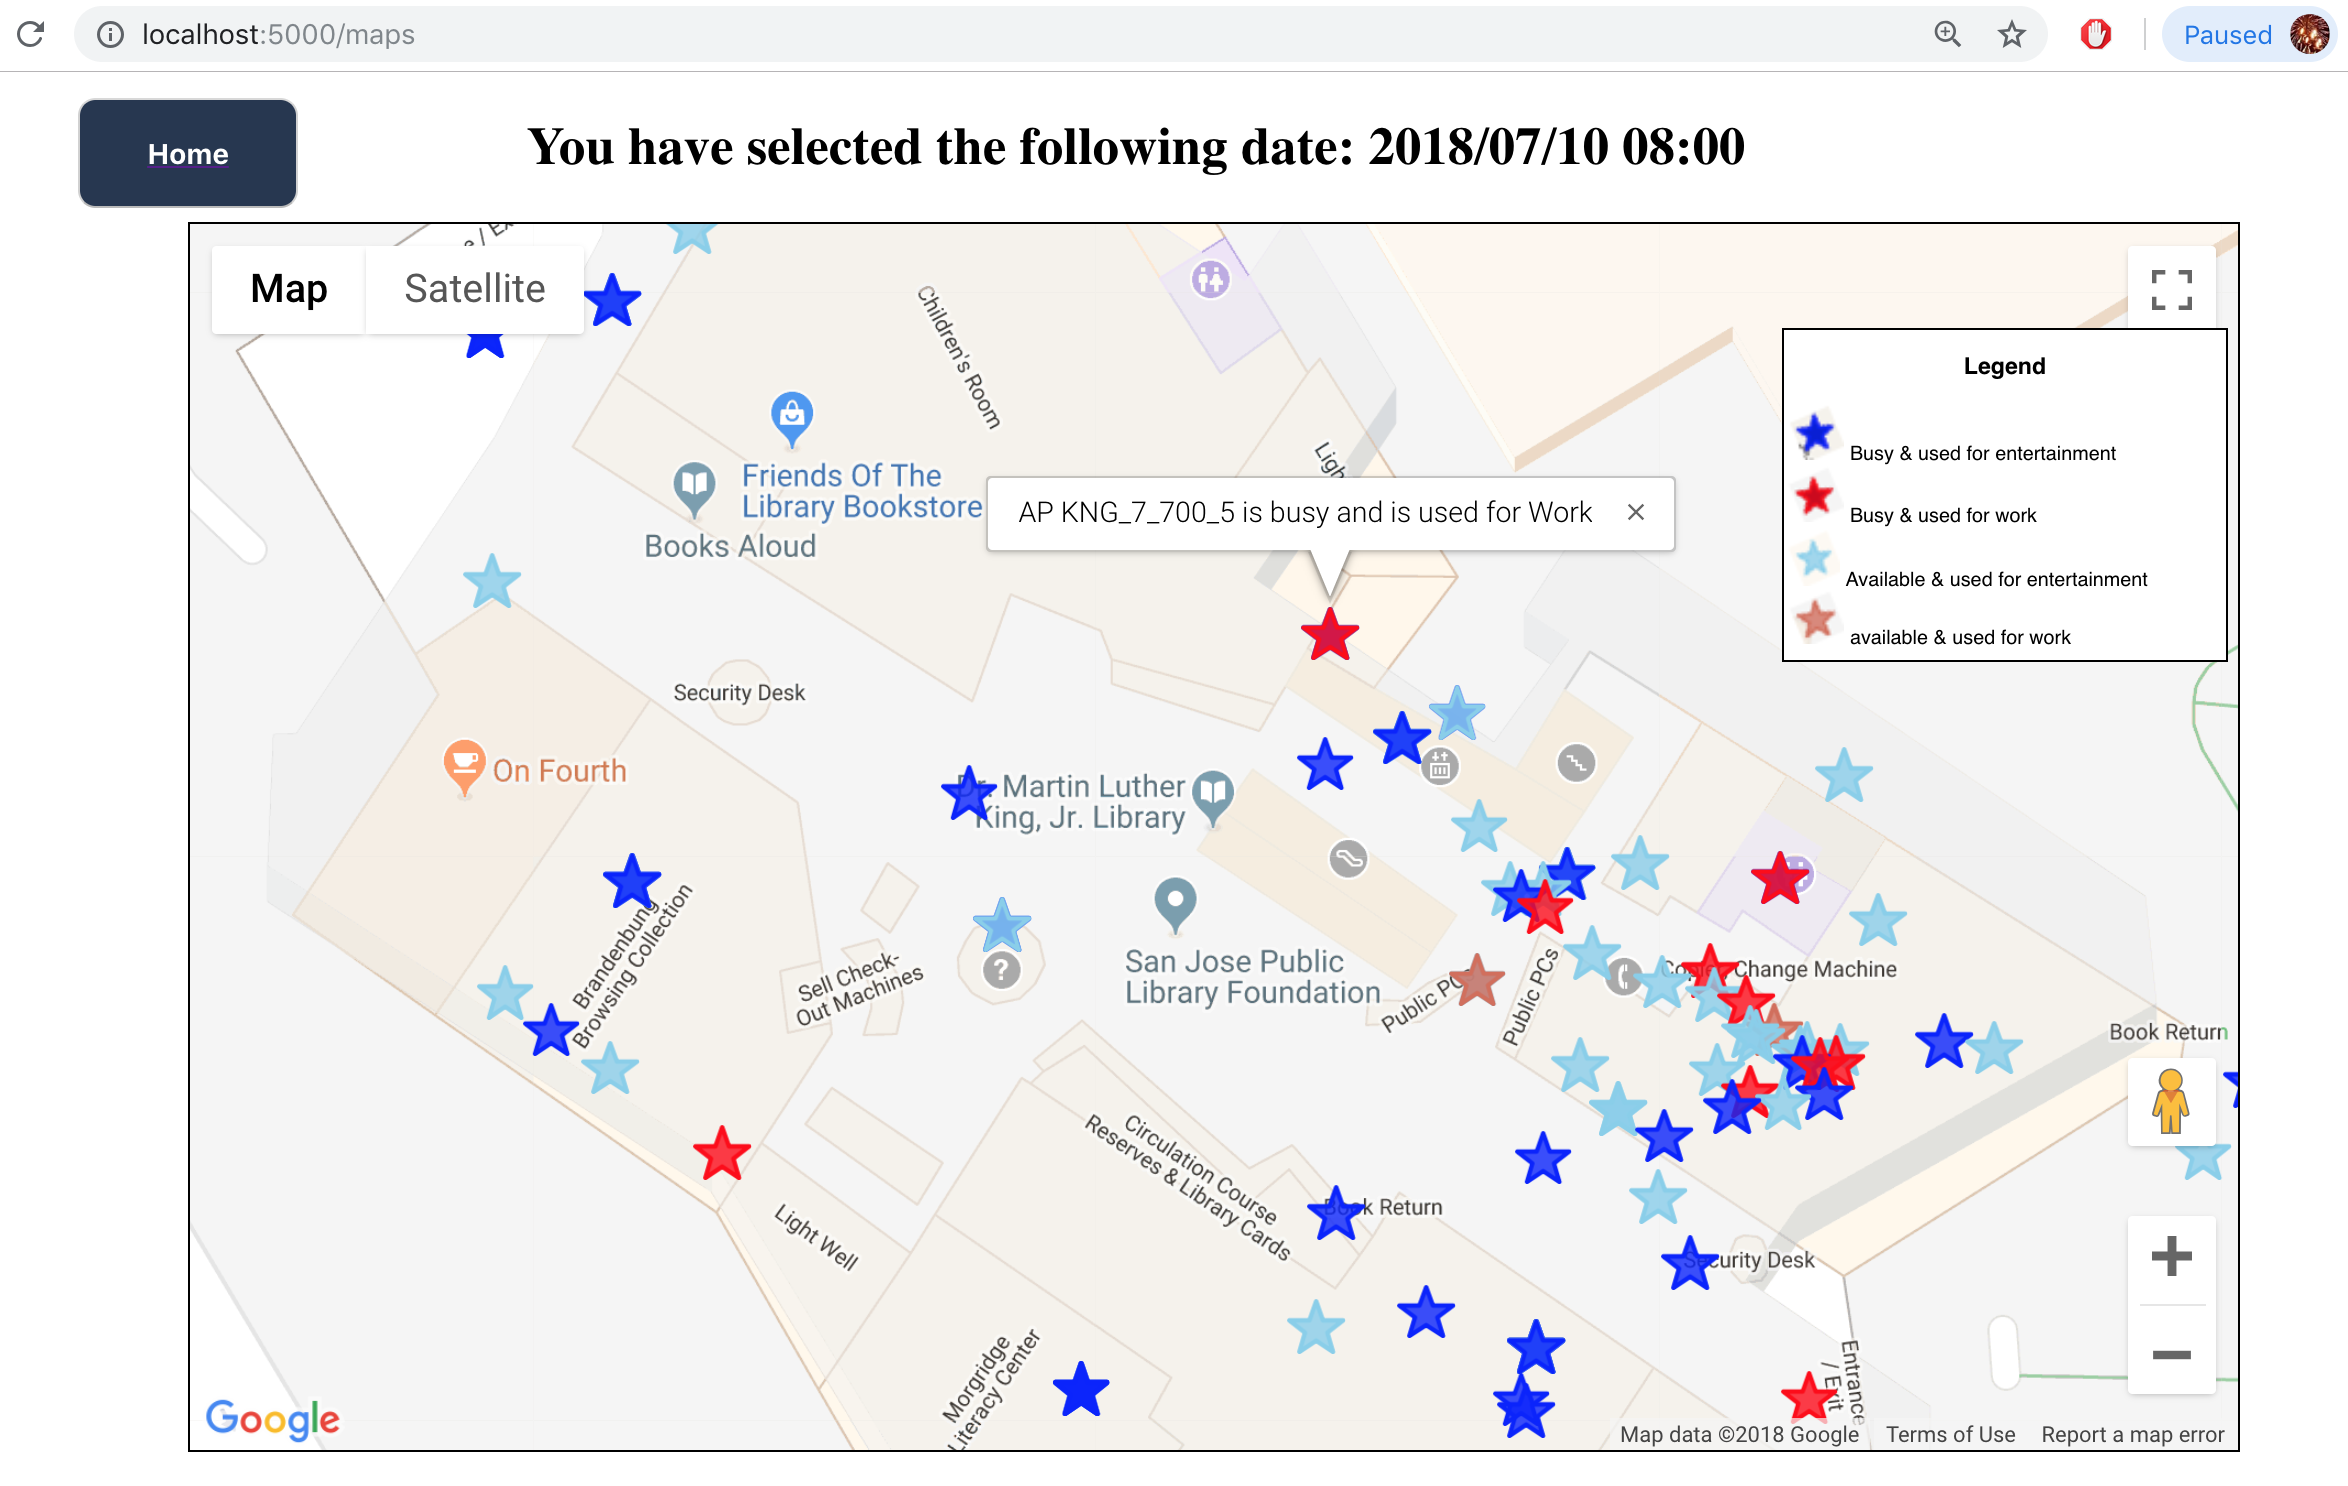 localhost:5000/maps
Paused
Home
You have selected the following date: 2018/07/10 08:00
Map
Satellite
Children's Room
Legend
Busy & used for entertainment
Busy & used for work
Available & used for entertainment
available & used for work
Friends Of The
Library Bookstore
Books Aloud
AP KNG_7_700_5 is busy and is used for Work
Security Desk
On Fourth
Martin Luther
King, Jr. Library
Brandenburg
Browsing Collection
Sell Check-
Out Machines
San Jose Public
Library Foundation
Public
Public PCs
Change Machine
Book Return
Circulation Course
Reserves & Library Cards
Return
Light Well
Desk
Morgridge
Literacy Center
Entrance
/ Exit
Google
Map data ©2018 Google
Terms of Use
Report a map error